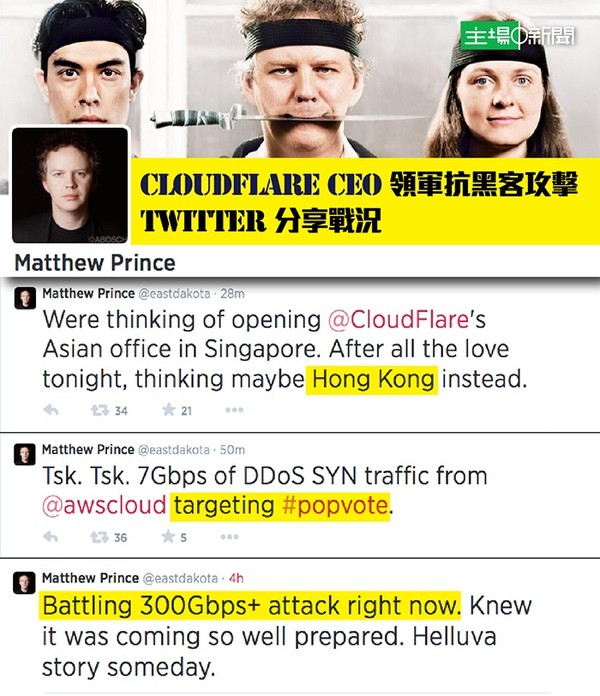 主場新聞
CLOUDFLARE CEO 領軍抗黑客攻擊
TWITTER 分享戰況
Matthew Prince
Matthew Prince @eastdakota · 28m
Were thinking of opening @CloudFlare's
Asian office in Singapore. After all the love
tonight, thinking maybe Hong Kong instead.
34 21
Matthew Prince @eastdakota · 50m
Tsk. Tsk. 7Gbps of DDoS SYN traffic from
@awscloud targeting #popvote.
36 5
Matthew Prince @eastdakota · 4h
Battling 300Gbps+ attack right now. Knew
it was coming so well prepared. Helluva
story someday.